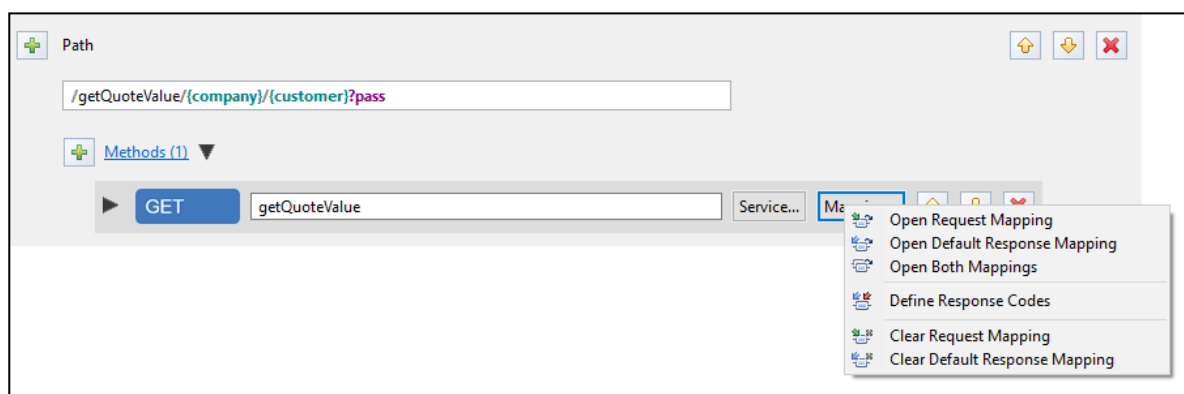 Path
/getQuoteValue/{company}/{customer}?pass
Methods (1)
GET getQuoteValue Service...
Open Request Mapping
Open Default Response Mapping
Open Both Mappings
Define Response Codes
Clear Request Mapping
Clear Default Response Mapping